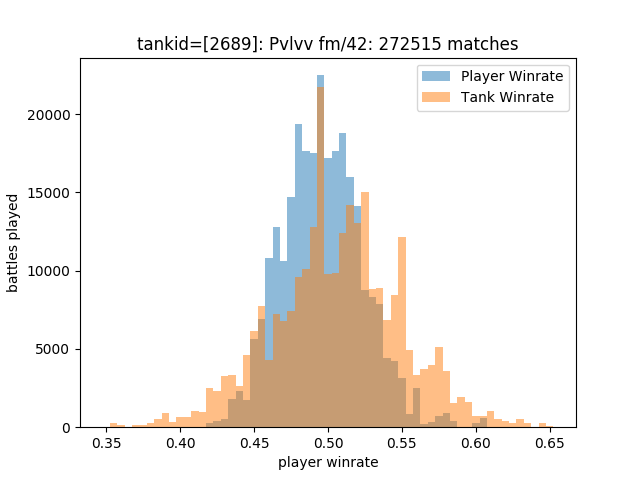 tankid=[2689]: Pvlvv fm/42: 272515 matches
Player Winrate
Tank Winrate
battles played
20000
15000
10000
5000
0
0.35 0.40 0.45 0.50 0.55 0.60 0.65
player winrate